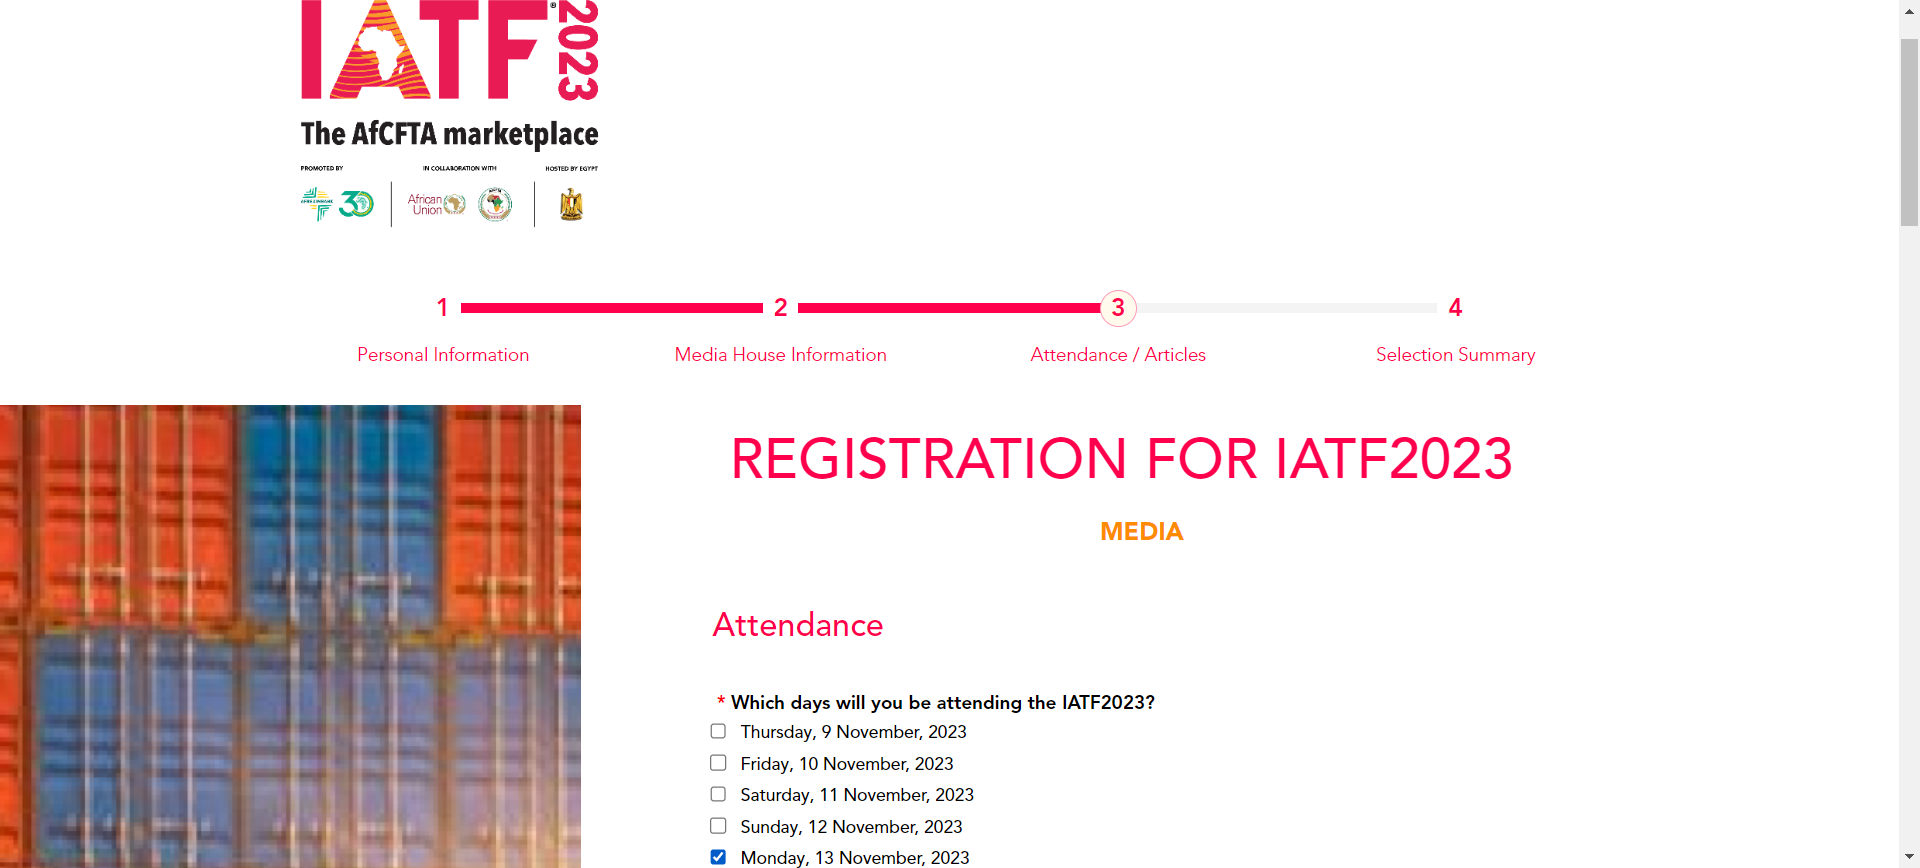 IATF® 2023
The AfCFTA marketplace
PROMOTED BY
IN COLLABORATION WITH
HOSTED BY EGYPT
30
African
Union
1
2
3
4
Personal Information
Media House Information
Attendance / Articles
Selection Summary
REGISTRATION FOR IATF2023
MEDIA
Attendance
* Which days will you be attending the IATF2023?
Thursday, 9 November, 2023
Friday, 10 November, 2023
Saturday, 11 November, 2023
Sunday, 12 November, 2023
Monday, 13 November, 2023